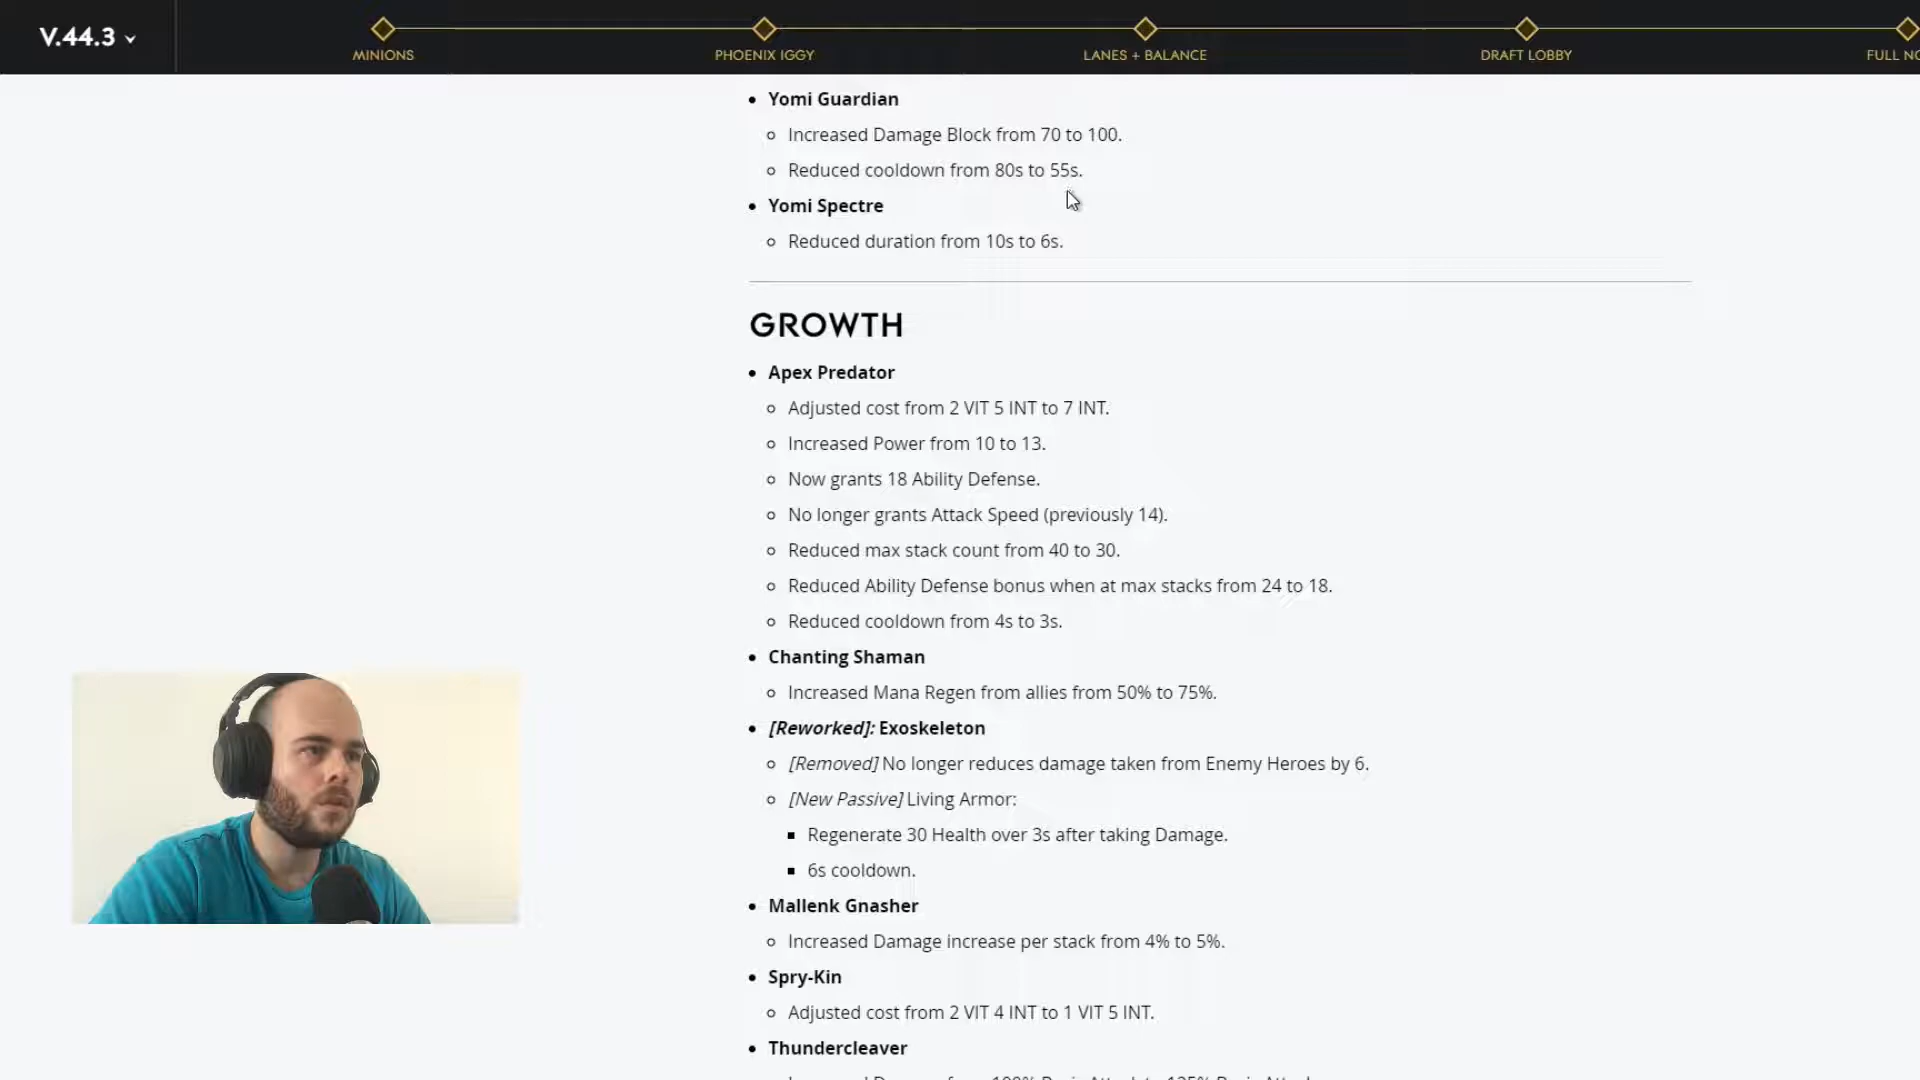 V.44.3
MINIONS
PHOENIX IGGY
LANES + BALANCE
DRAFT LOBBY
FULL NO
Yomi Guardian
Increased Damage Block from 70 to 100.
Reduced cooldown from 80s to 55s.
Yomi Spectre
Reduced duration from 10s to 6s.
GROWTH
Apex Predator
Adjusted cost from 2 VIT 5 INT to 7 INT.
Increased Power from 10 to 13.
Now grants 18 Ability Defense.
No longer grants Attack Speed (previously 14).
Reduced max stack count from 40 to 30.
Reduced Ability Defense bonus when at max stacks from 24 to 18.
Reduced cooldown from 4s to 3s.
Chanting Shaman
Increased Mana Regen from allies from 50% to 75%.
[Reworked]: Exoskeleton
[Removed] No longer reduces damage taken from Enemy Heroes by 6.
[New Passive] Living Armor:
Regenerate 30 Health over 3s after taking Damage.
6s cooldown.
Mallenk Gnasher
Increased Damage increase per stack from 4% to 5%.
Spry-Kin
Adjusted cost from 2 VIT 4 INT to 1 VIT 5 INT.
Thundercleaver